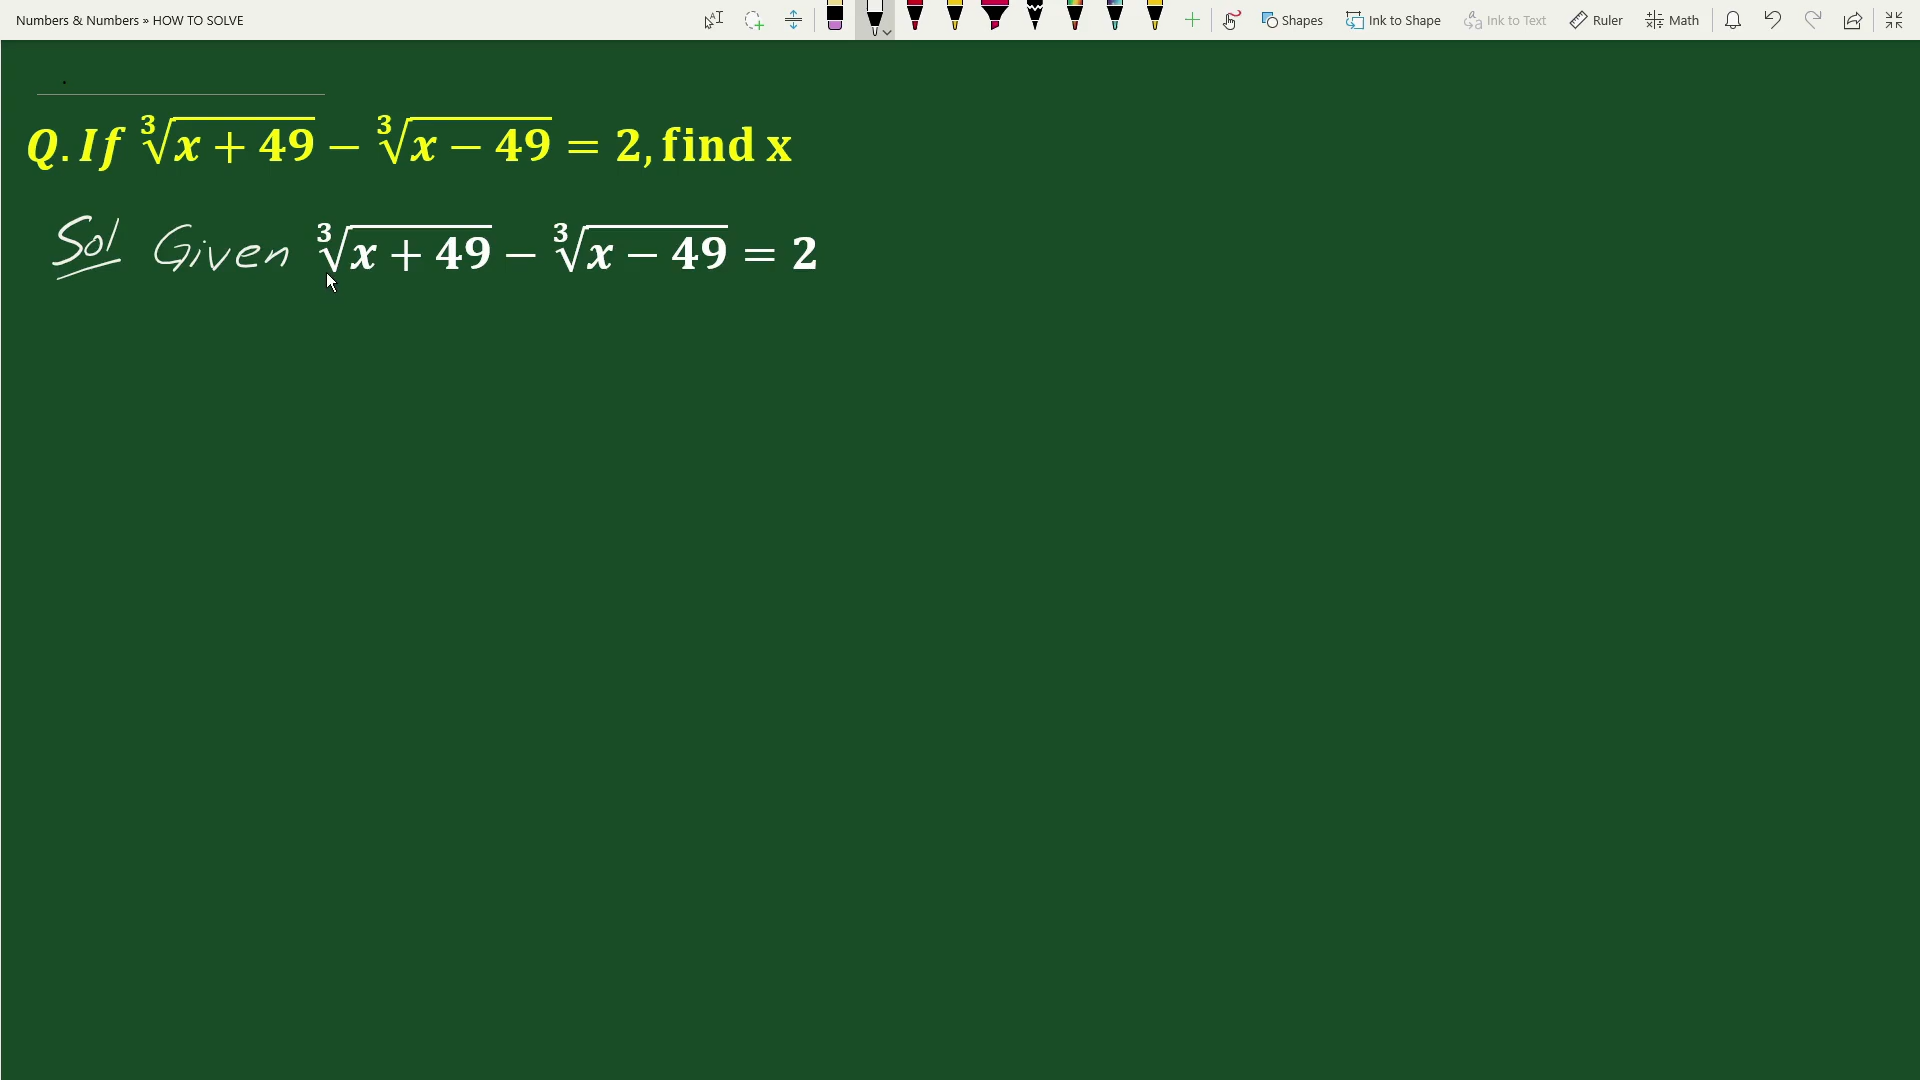 Numbers & Numbers » HOW TO SOLVE
Shapes Ink to Shape Ink to Text Ruler Math
Q. If ∛(x + 49) − ∛(x − 49) = 2, find x
Sol Given ∛(x + 49) − ∛(x − 49) = 2